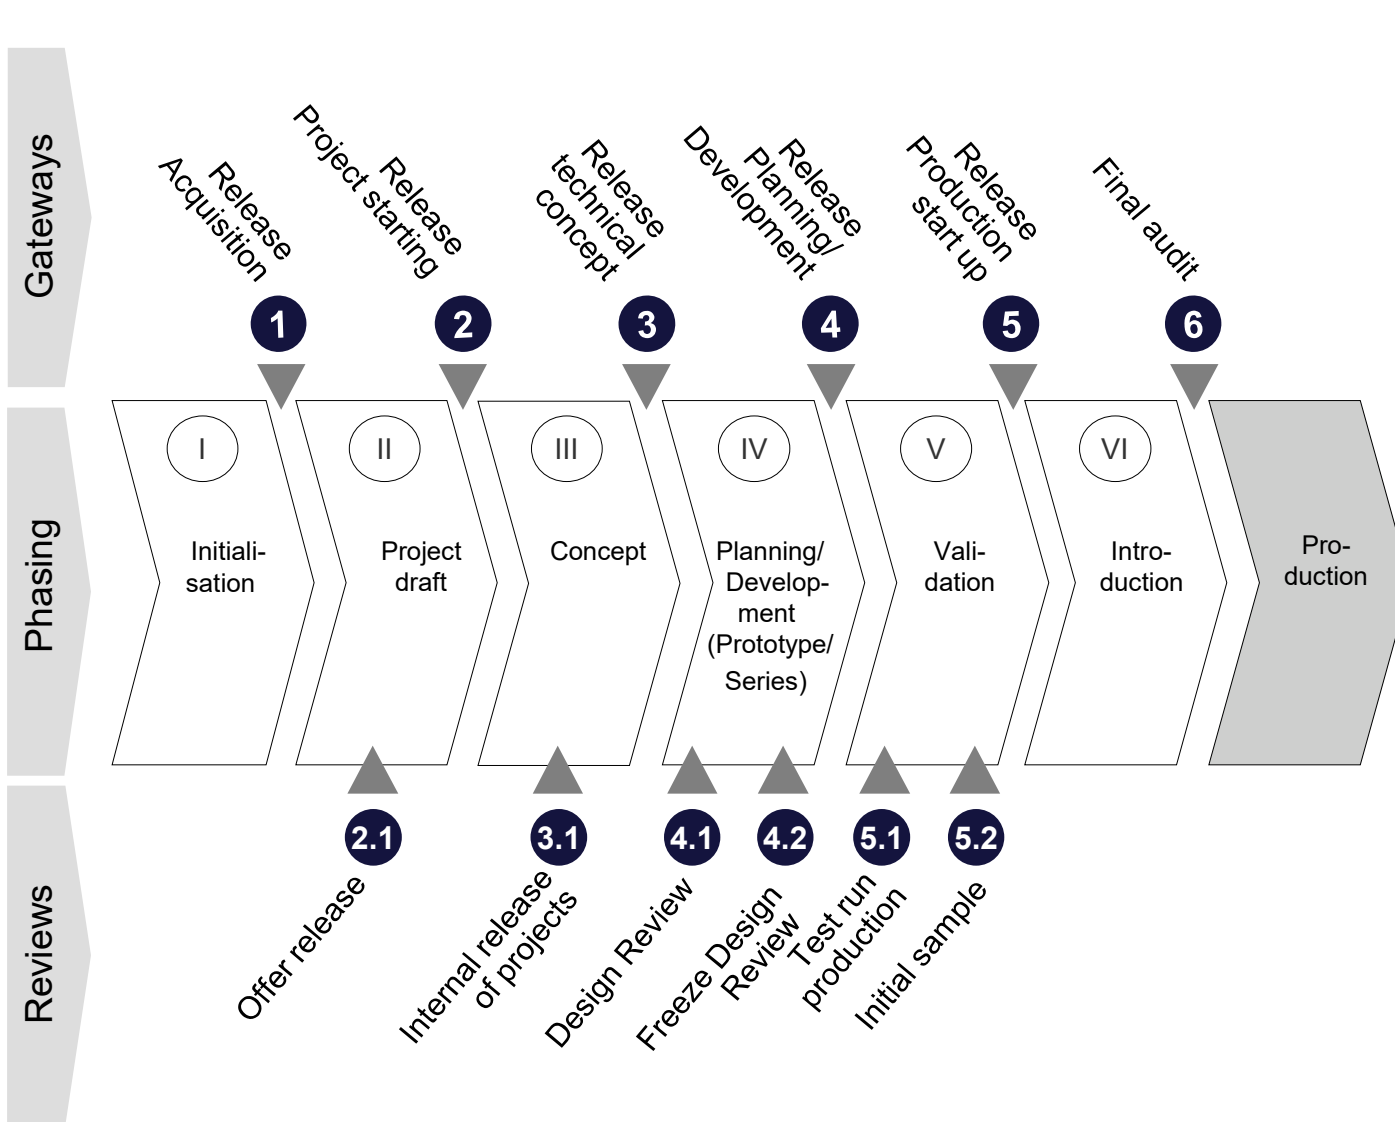 Gateways
Release
Acquisition
Release
Project starting
Release
technical
concept
Release
Planning/
Development
Release
Production
start up
Final audit
1
2
3
4
5
6
Phasing
I
Initiali-
sation
II
Project
draft
III
Concept
IV
Planning/
Develop-
ment
(Prototype/
Series)
V
Vali-
dation
VI
Intro-
duction
Pro-
duction
Reviews
2.1
Offer release
3.1
Internal release
of projects
4.1
Design Review
4.2
Freeze Design
Review
5.1
Test run
production
5.2
Initial sample